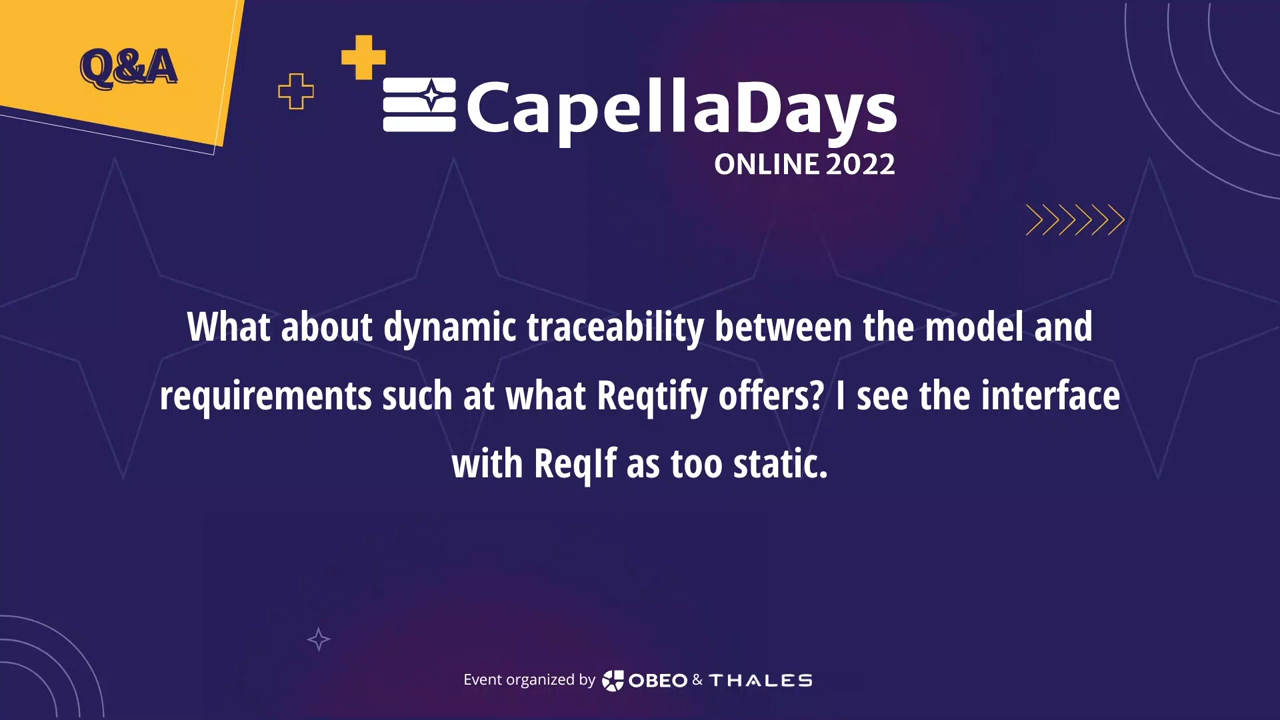 Q&A
CapellaDays
ONLINE 2022
What about dynamic traceability between the model and
requirements such at what Reqtify offers? I see the interface
with ReqIf as too static.
Event organized by OBEO & THALES